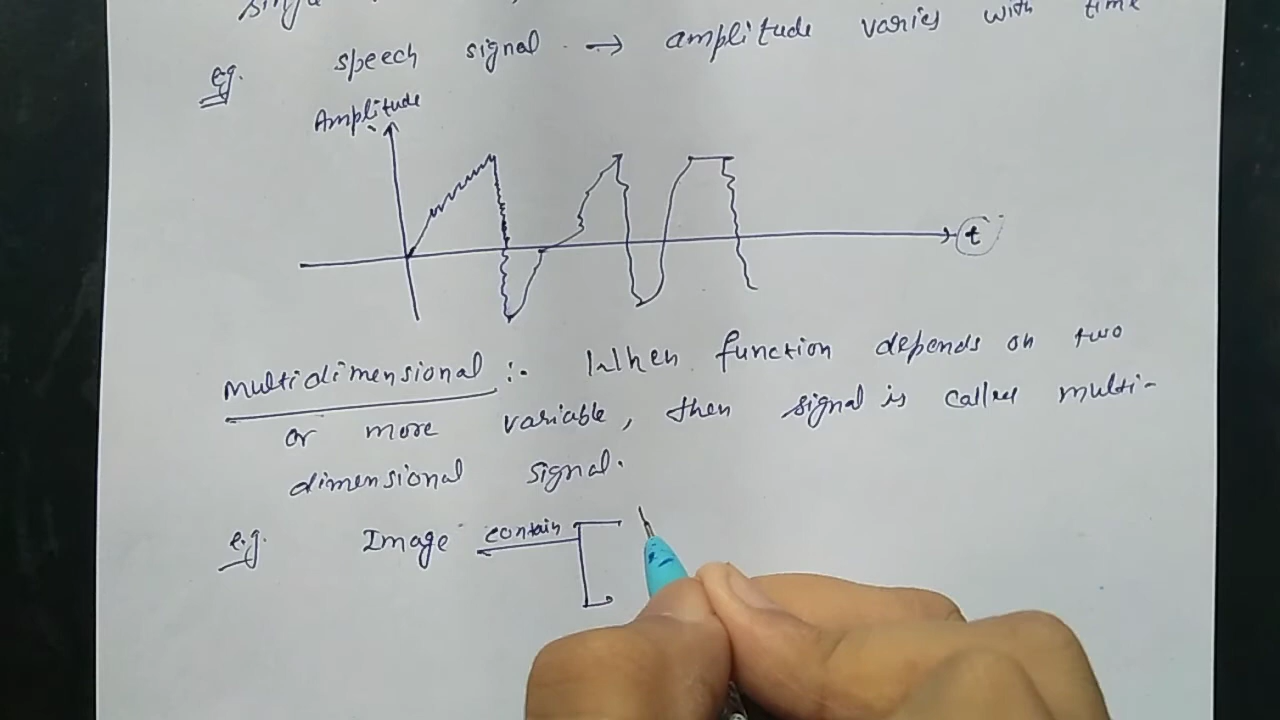 single
eg. speech signal → amplitude varies with time
Amplitude
t
Multidimensional :- When function depends on two
or more variable, then signal is called multi-
dimensional signal.
e.g. Image contain